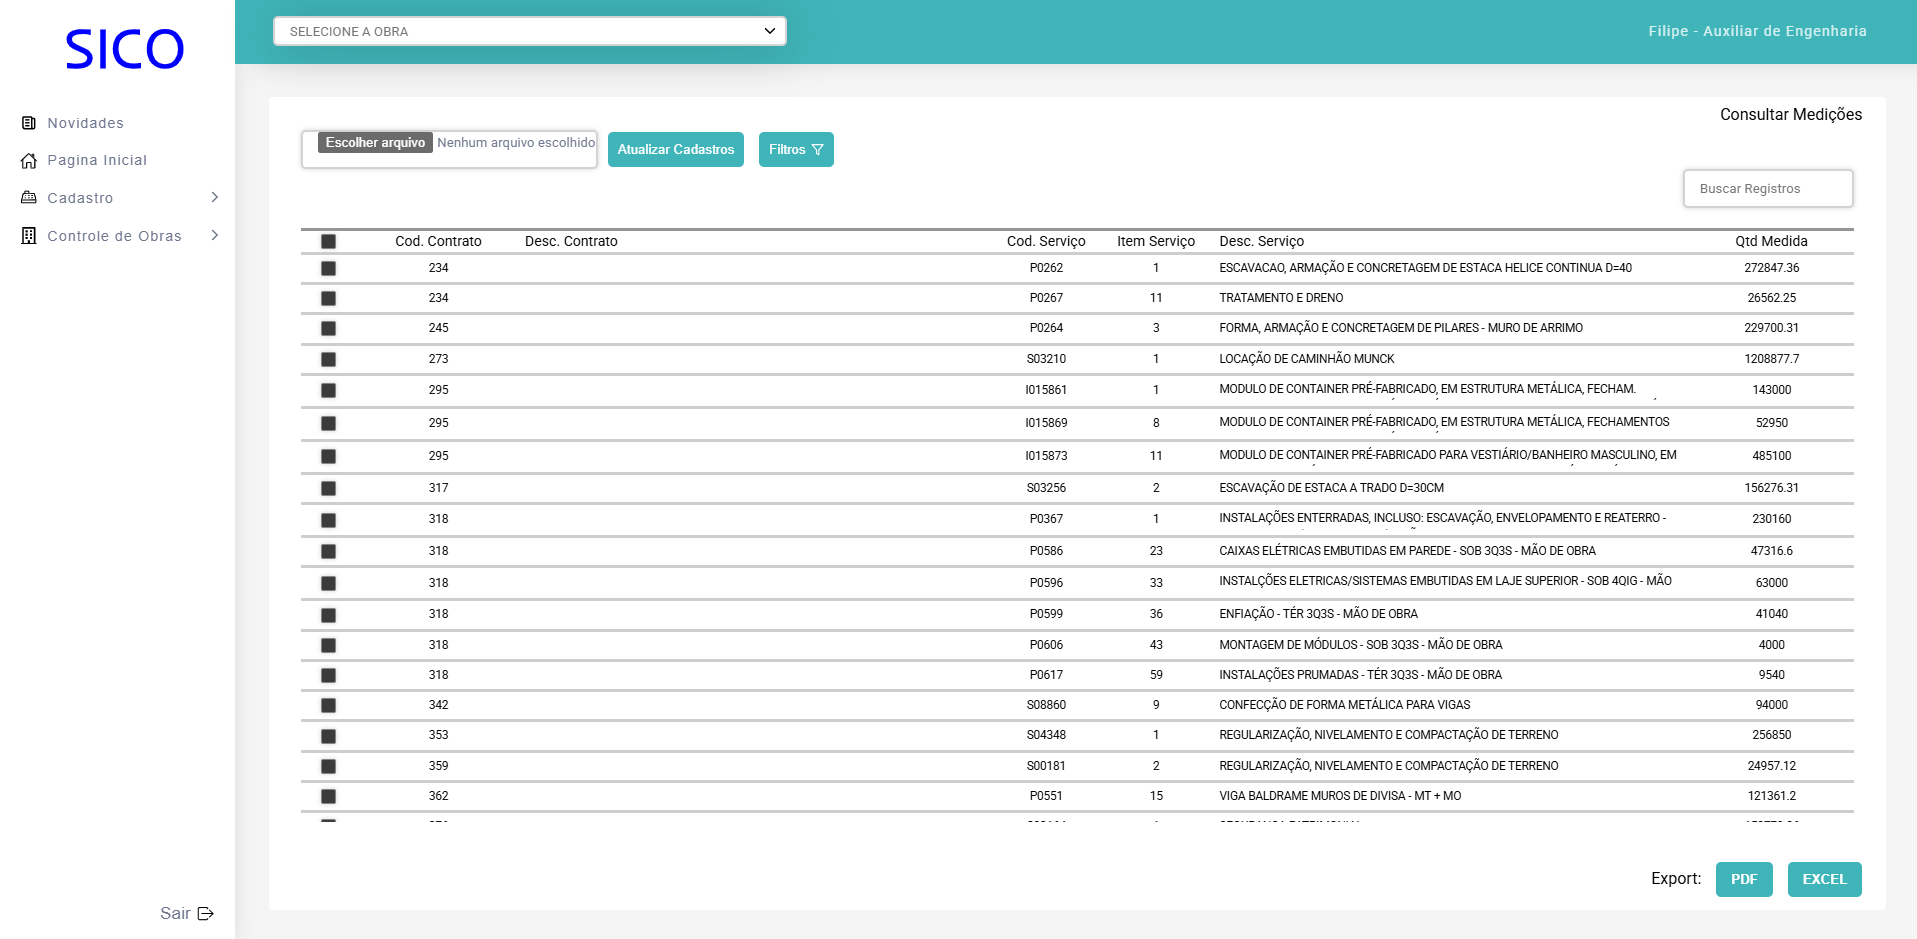 SICO
SELECIONE A OBRA
Filipe - Auxiliar de Engenharia
Novidades
Pagina Inicial
Cadastro
Controle de Obras
Consultar Medições
Escolher arquivo Nenhum arquivo escolhido
Atualizar Cadastros
Filtros
Buscar Registros
Cod. Contrato Desc. Contrato Cod. Serviço Item Serviço Desc. Serviço Qtd Medida
234 P0262 1 ESCAVACAO, ARMAÇÃO E CONCRETAGEM DE ESTACA HELICE CONTINUA D=40 272847.36
234 P0267 11 TRATAMENTO E DRENO 26562.25
245 P0264 3 FORMA, ARMAÇÃO E CONCRETAGEM DE PILARES - MURO DE ARRIMO 229700.31
273 S03210 1 LOCAÇÃO DE CAMINHÃO MUNCK 1208877.7
295 I015861 1 MODULO DE CONTAINER PRÉ-FABRICADO, EM ESTRUTURA METÁLICA, FECHAM. 143000
295 I015869 8 MODULO DE CONTAINER PRÉ-FABRICADO, EM ESTRUTURA METÁLICA, FECHAMENTOS 52950
295 I015873 11 MODULO DE CONTAINER PRÉ-FABRICADO PARA VESTIÁRIO/BANHEIRO MASCULINO, EM 485100
317 S03256 2 ESCAVAÇÃO DE ESTACA A TRADO D=30CM 156276.31
318 P0367 1 INSTALAÇÕES ENTERRADAS, INCLUSO: ESCAVAÇÃO, ENVELOPAMENTO E REATERRO - 230160
318 P0586 23 CAIXAS ELÉTRICAS EMBUTIDAS EM PAREDE - SOB 3Q3S - MÃO DE OBRA 47316.6
318 P0596 33 INSTALÇÕES ELETRICAS/SISTEMAS EMBUTIDAS EM LAJE SUPERIOR - SOB 4QIG - MÃO 63000
318 P0599 36 ENFIAÇÃO - TÉR 3Q3S - MÃO DE OBRA 41040
318 P0606 43 MONTAGEM DE MÓDULOS - SOB 3Q3S - MÃO DE OBRA 4000
318 P0617 59 INSTALAÇÕES PRUMADAS - TÉR 3Q3S - MÃO DE OBRA 9540
342 S08860 9 CONFECÇÃO DE FORMA METÁLICA PARA VIGAS 94000
353 S04348 1 REGULARIZAÇÃO, NIVELAMENTO E COMPACTAÇÃO DE TERRENO 256850
359 S00181 2 REGULARIZAÇÃO, NIVELAMENTO E COMPACTAÇÃO DE TERRENO 24957.12
362 P0551 15 VIGA BALDRAME MUROS DE DIVISA - MT + MO 121361.2
Export: PDF EXCEL
Sair